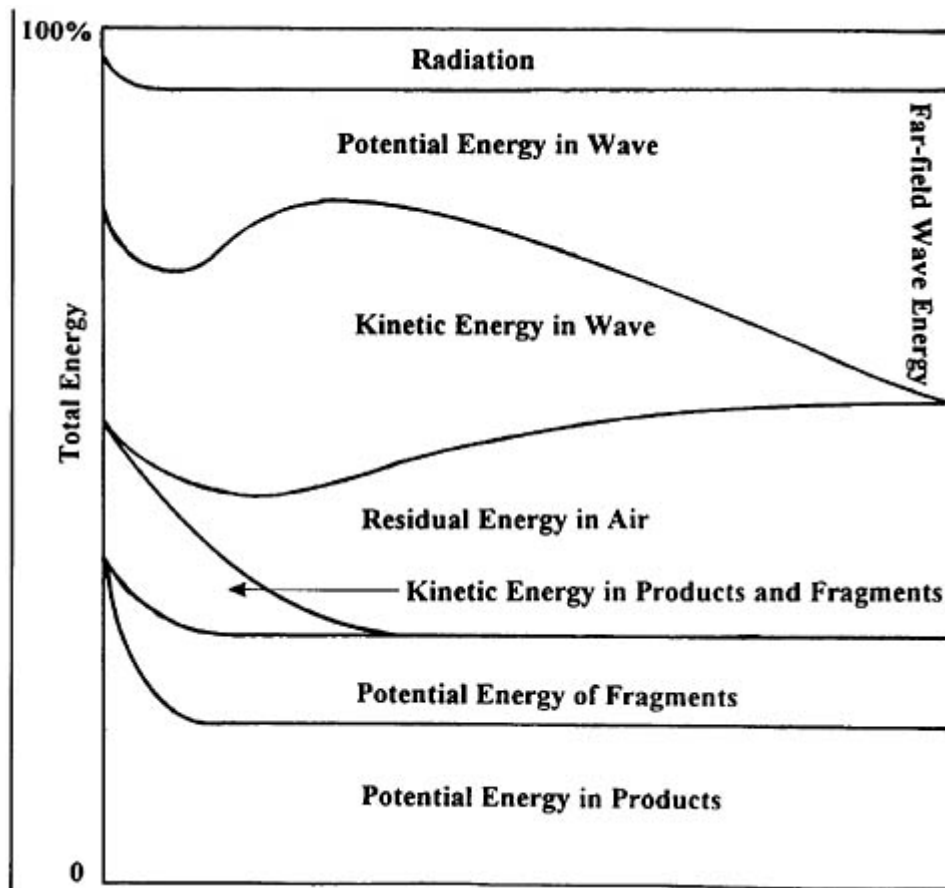 100%
Radiation
Potential Energy in Wave
Far-field Wave Energy
Kinetic Energy in Wave
Total Energy
Residual Energy in Air
Kinetic Energy in Products and Fragments
Potential Energy of Fragments
Potential Energy in Products
0